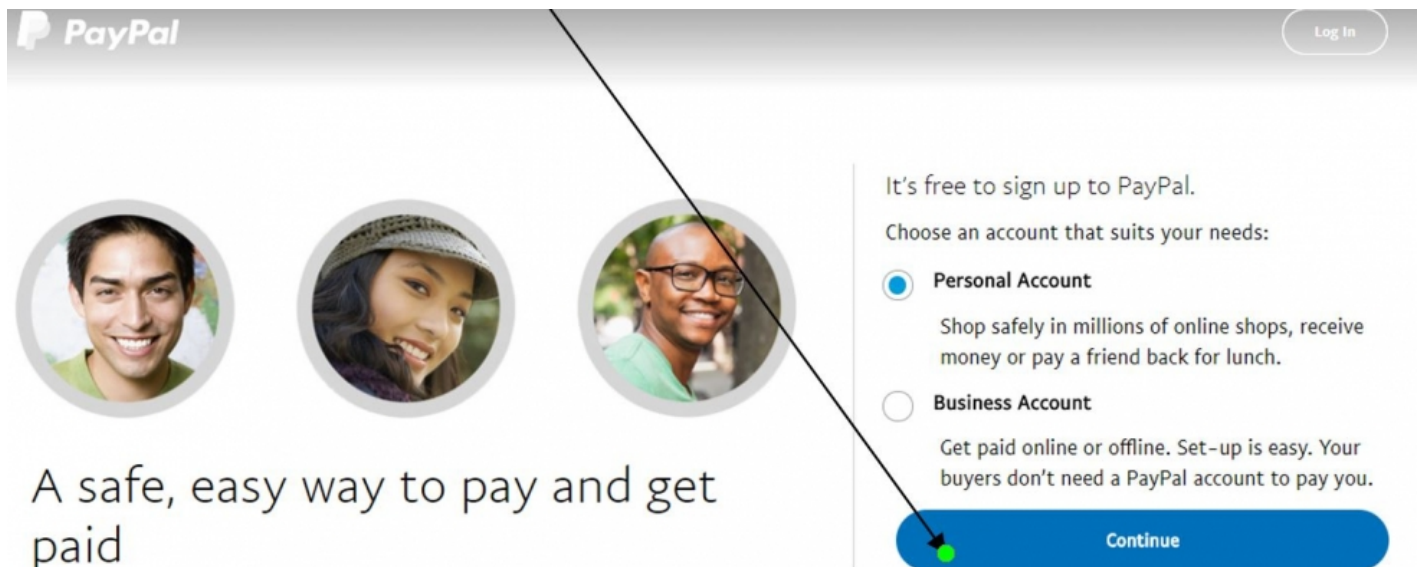 PayPal
Log In
It's free to sign up to PayPal.
Choose an account that suits your needs:
Personal Account
Shop safely in millions of online shops, receive
money or pay a friend back for lunch.
Business Account
Get paid online or offline. Set-up is easy. Your
buyers don't need a PayPal account to pay you.
Continue
A safe, easy way to pay and get
paid